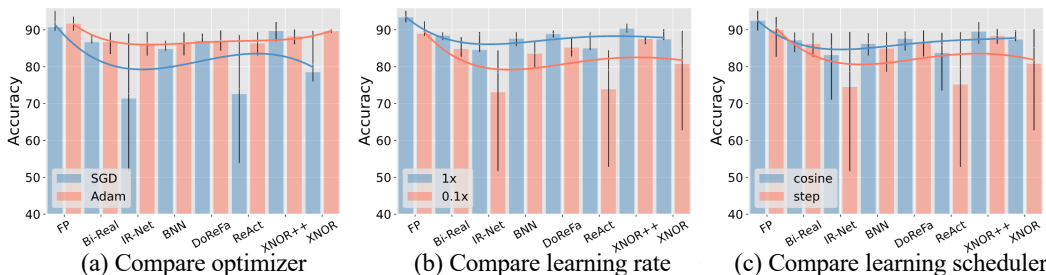 Accuracy
90
80
70
60
50
40
SGD
Adam
FP
Bi-Real
IR-Net
BNN
DoReFa
ReAct
XNOR++
XNOR
(a) Compare optimizer
Accuracy
90
80
70
60
50
40
1x
0.1x
FP
Bi-Real
IR-Net
BNN
DoReFa
ReAct
XNOR++
XNOR
(b) Compare learning rate
Accuracy
90
80
70
60
50
40
cosine
step
FP
Bi-Real
IR-Net
BNN
DoReFa
ReAct
XNOR++
XNOR
(c) Compare learning scheduler